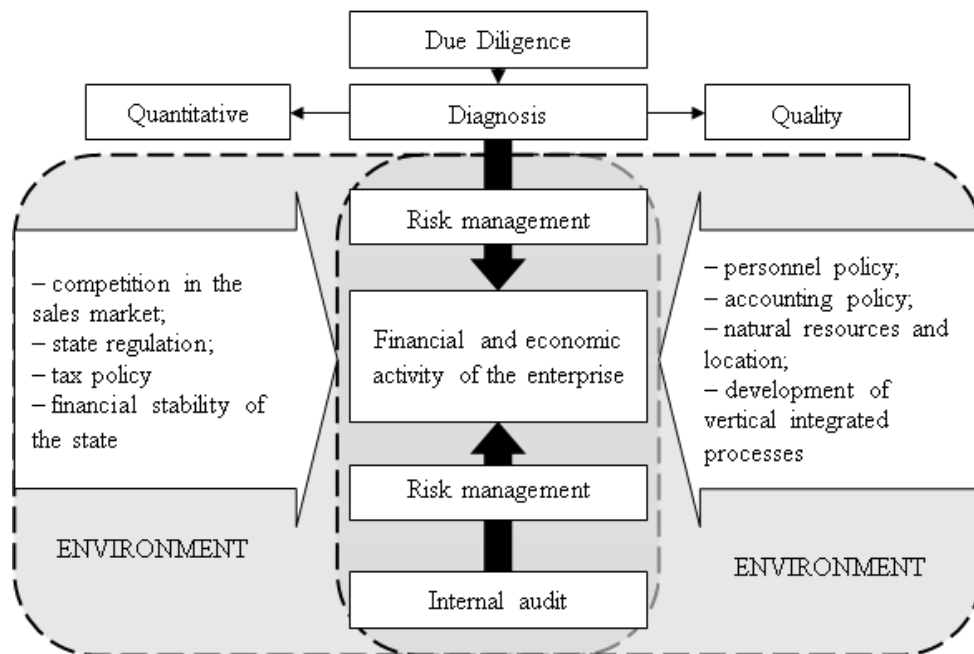 Due Diligence
Quantitative
Diagnosis
Quality
Risk management
– competition in the
sales market;
– state regulation;
– tax policy
– financial stability of
the state
Financial and economic
activity of the enterprise
– personnel policy;
– accounting policy;
– natural resources and
location;
– development of
vertical integrated
processes
Risk management
ENVIRONMENT
ENVIRONMENT
Internal audit